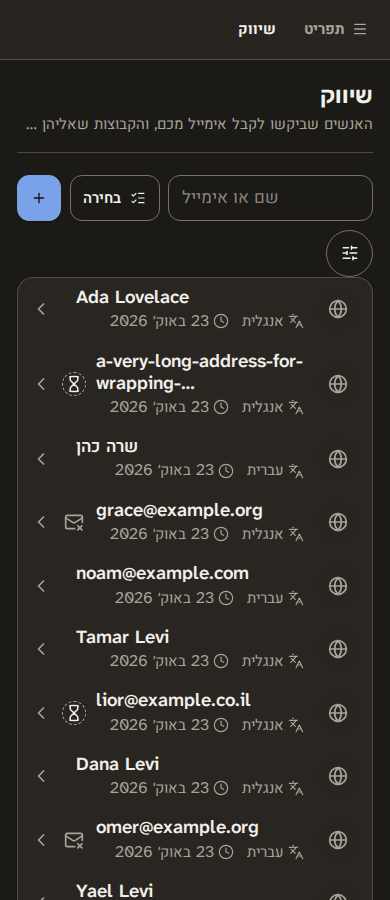 תפריט
שיווק
שיווק
האנשים שביקשו לקבל אימייל מכם, והקבוצות שאליהן ...
שם או אימייל
בחירה
+
Ada Lovelace
אנגלית 23 באוק׳ 2026
a-very-long-address-for-
wrapping-...
אנגלית 23 באוק׳ 2026
שרה כהן
עברית 23 באוק׳ 2026
grace@example.org
אנגלית 23 באוק׳ 2026
noam@example.com
עברית 23 באוק׳ 2026
Tamar Levi
אנגלית 23 באוק׳ 2026
lior@example.co.il
אנגלית 23 באוק׳ 2026
Dana Levi
אנגלית 23 באוק׳ 2026
omer@example.org
עברית 23 באוק׳ 2026
Yael Levi